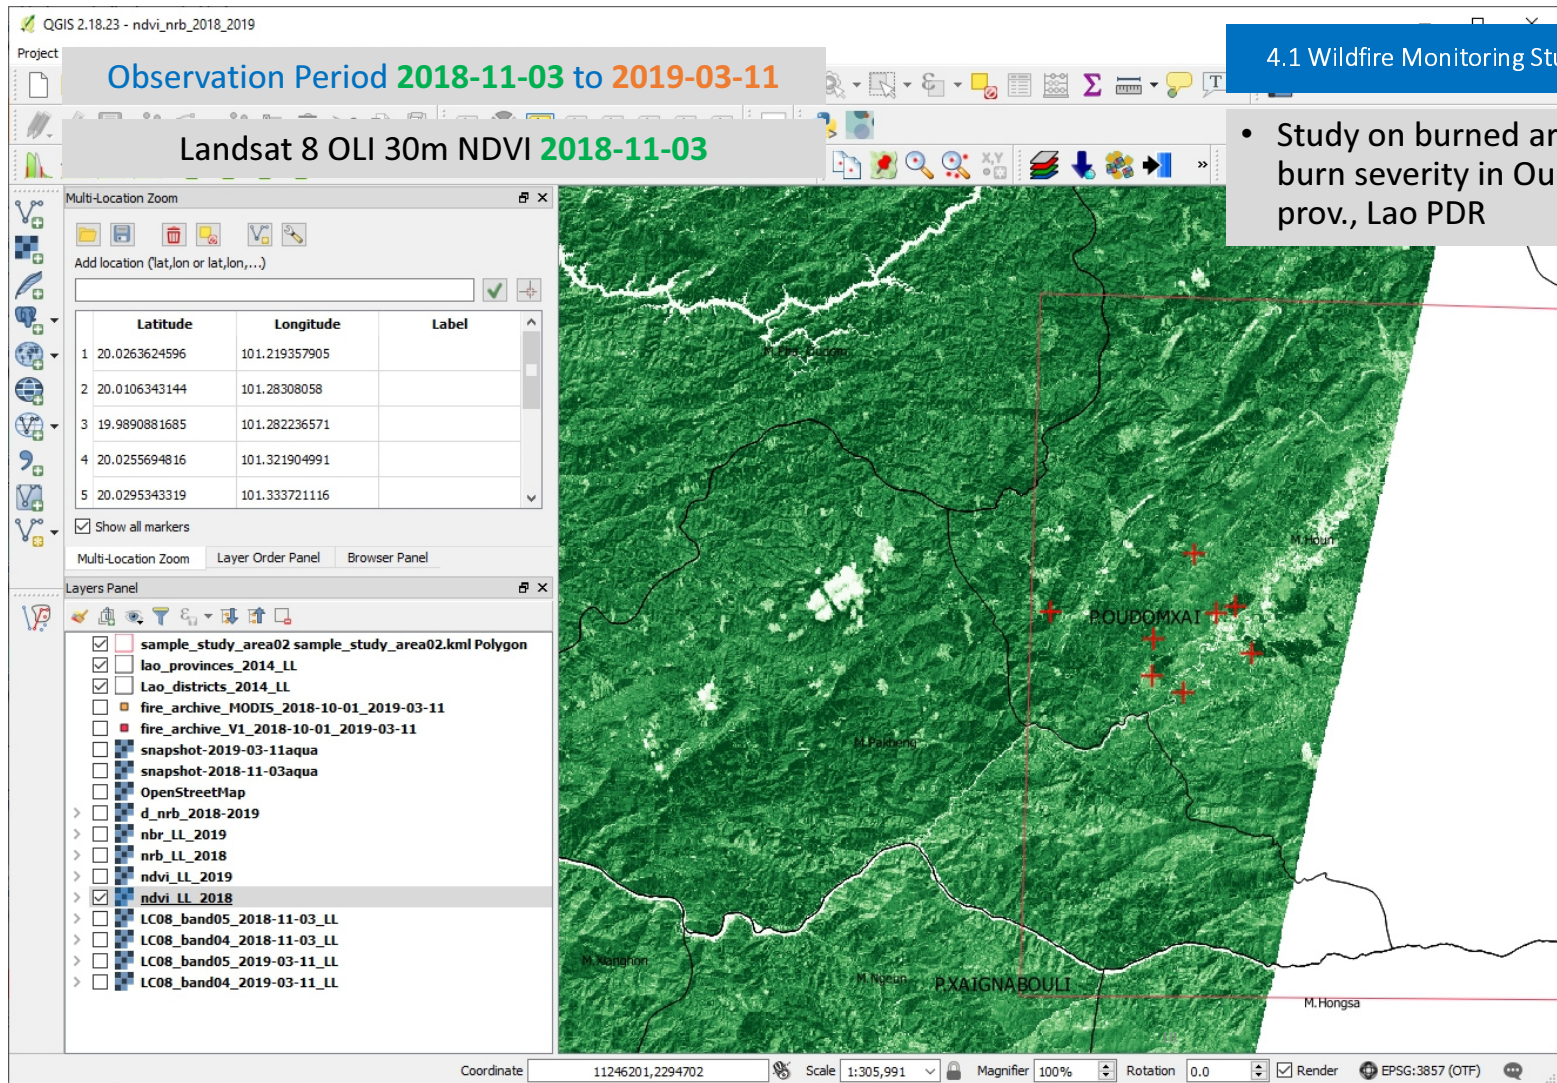 QGIS 2.18.23 - ndvi_nrb_2018_2019
Project
Observation Period 2018-11-03 to 2019-03-11
Landsat 8 OLI 30m NDVI 2018-11-03
4.1 Wildfire Monitoring
• Study on burned
burn severity in
prov., Lao PDR
Multi-Location Zoom
Add location ('lat,lon or lat,lon,...)
Latitude Longitude Label
1 20.0263624596 101.219357905
2 20.0106343144 101.28308058
3 19.9890881685 101.282236571
4 20.0255694816 101.321904991
5 20.0295343319 101.333721116
Show all markers
Multi-Location Zoom Layer Order Panel Browser Panel
Layers Panel
sample_study_area02 sample_study_area02.kml Polygon
lao_provinces_2014_LL
Lao_districts_2014_LL
fire_archive_MODIS_2018-10-01_2019-03-11
fire_archive_V1_2018-10-01_2019-03-11
snapshot-2019-03-11aqua
snapshot-2018-11-03aqua
OpenStreetMap
d_nrb_2018-2019
nbr_LL_2019
nrb_LL_2018
ndvi_LL_2019
ndvi_LL_2018
LC08_band05_2018-11-03_LL
LC08_band04_2018-11-03_LL
LC08_band05_2019-03-11_LL
LC08_band04_2019-03-11_LL
M.Houn
P.OUDOMXAI
M.Pakbeng
M.Xianghon
M.Ngeun
P.XAIGNABOULI
M.Hongsa
Coordinate 11246201,2294702 Scale 1:305,991 Magnifier 100% Rotation 0.0 Render EPSG:3857 (OTF)